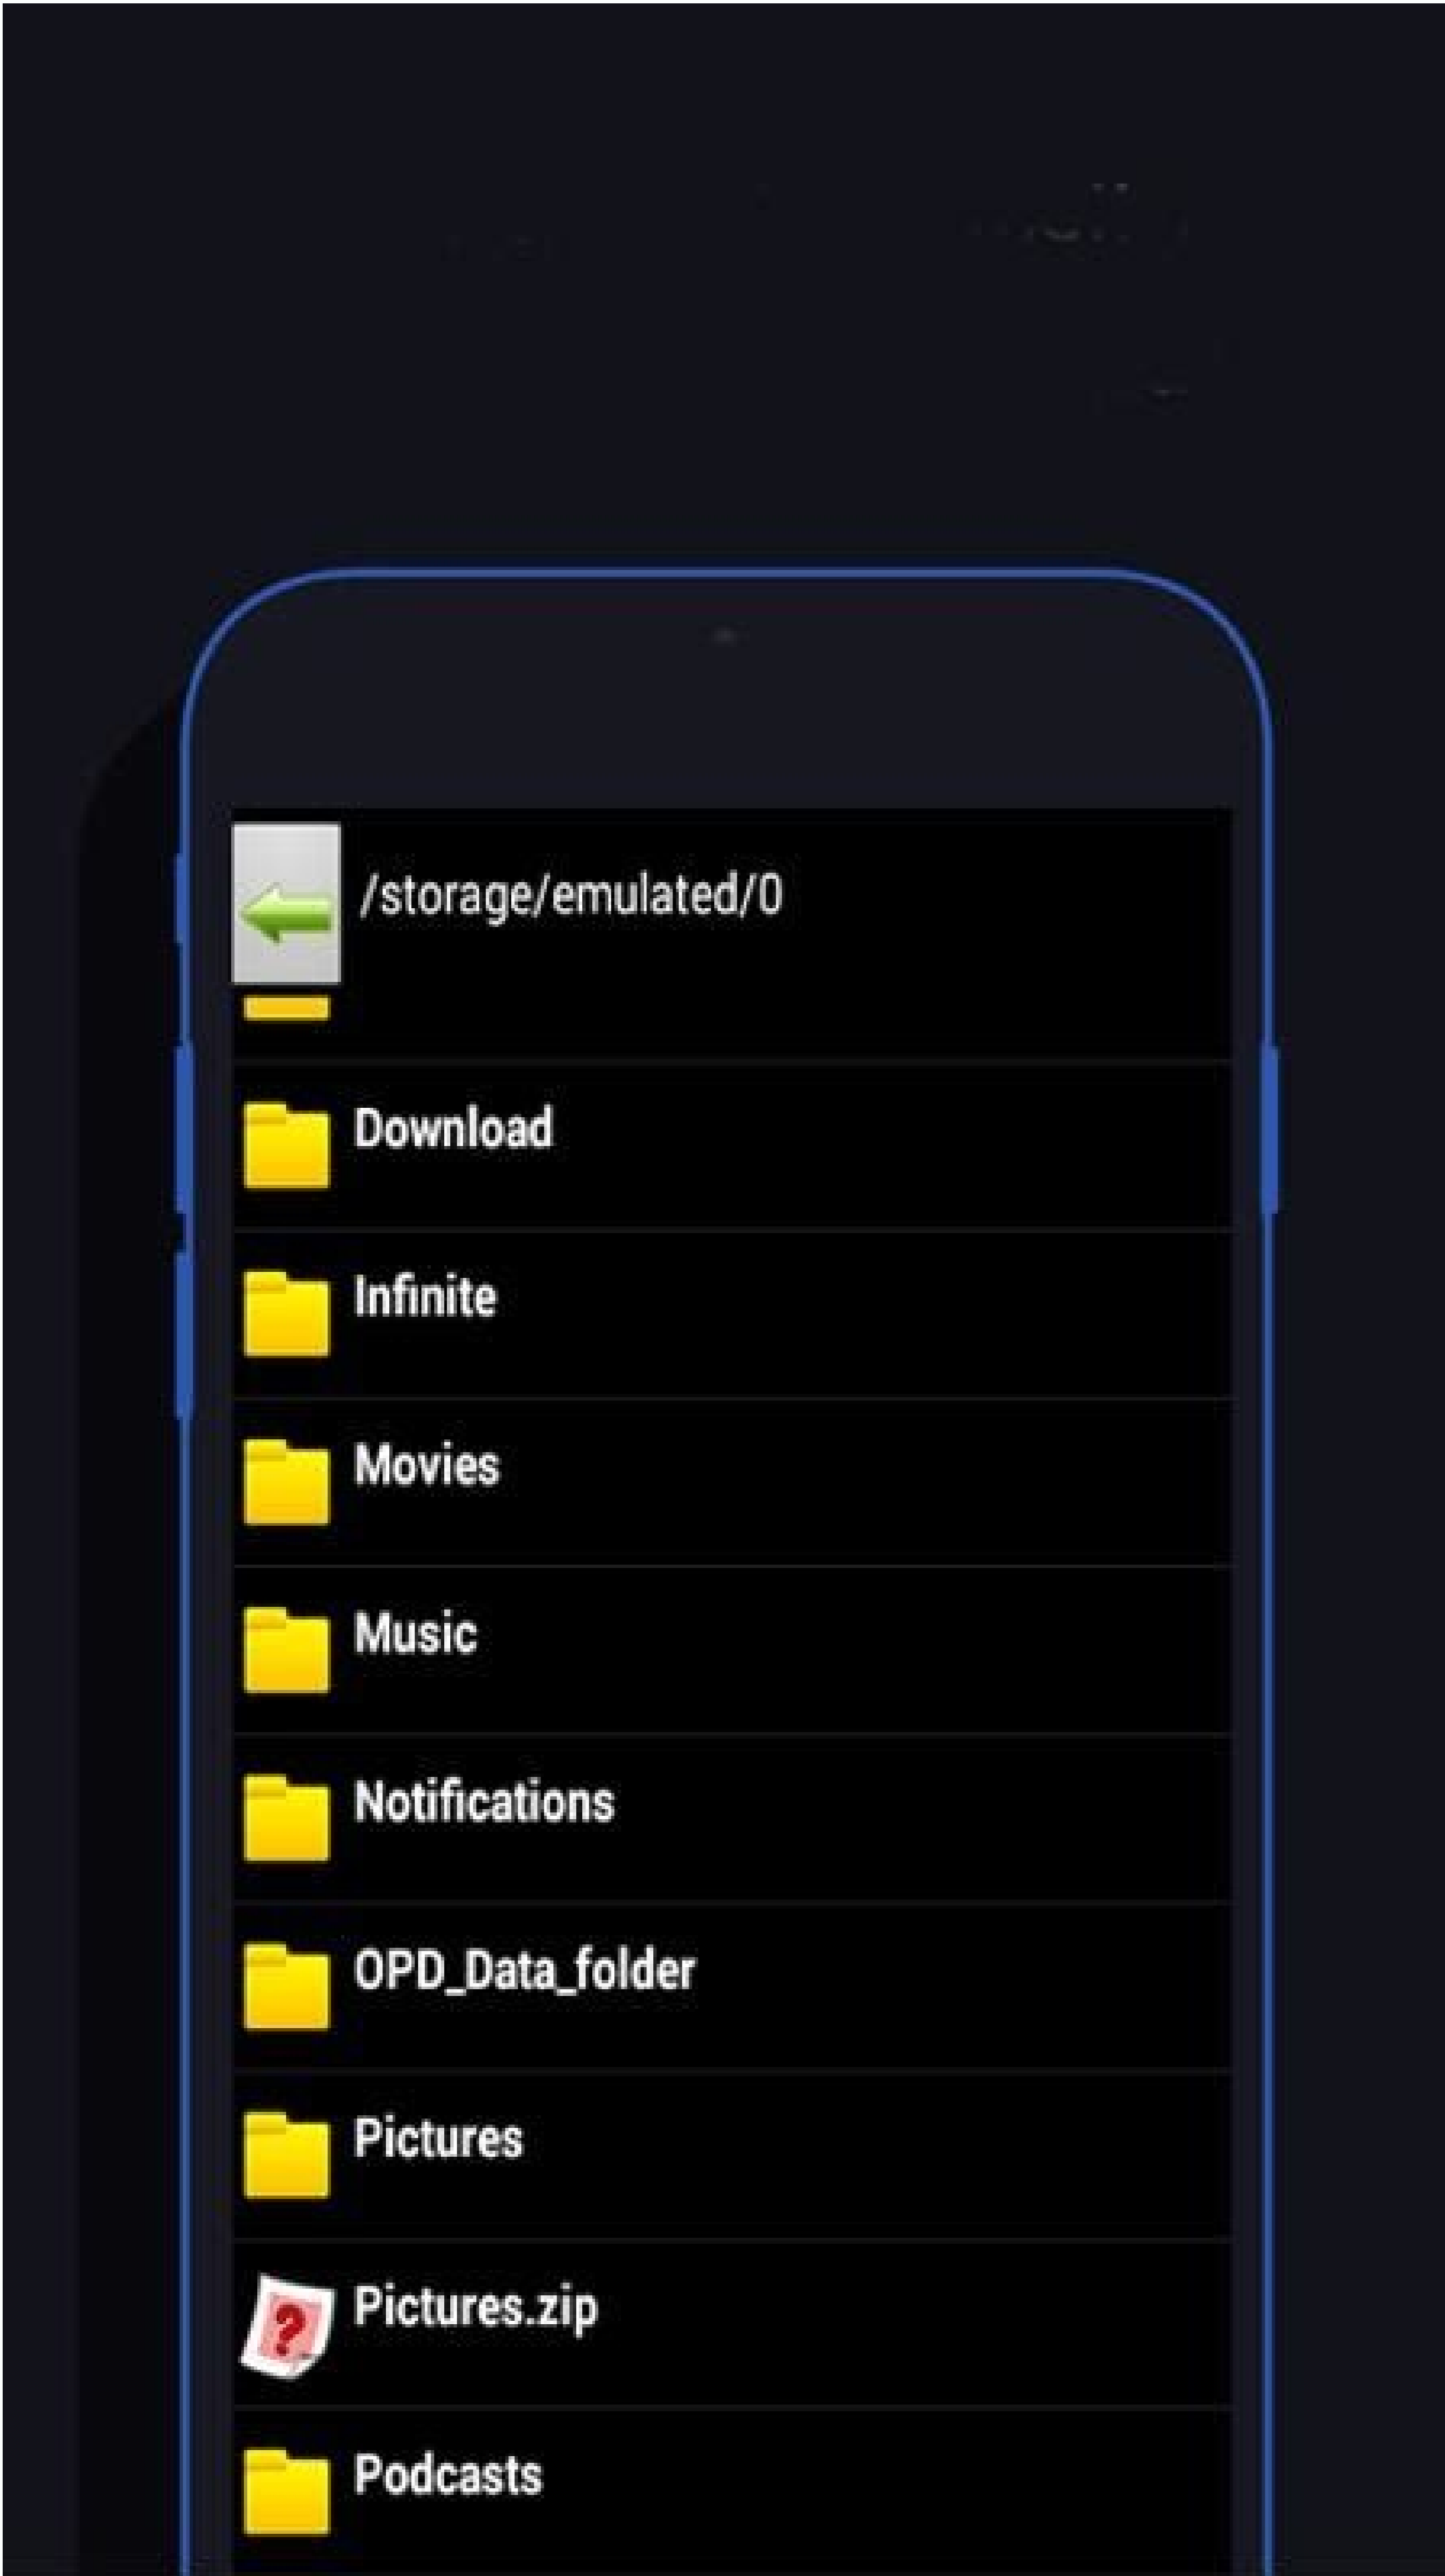 /storage/emulated/0
Download
Infinite
Movies
Music
Notifications
OPD_Data_folder
Pictures
?
Pictures.zip
Podcasts